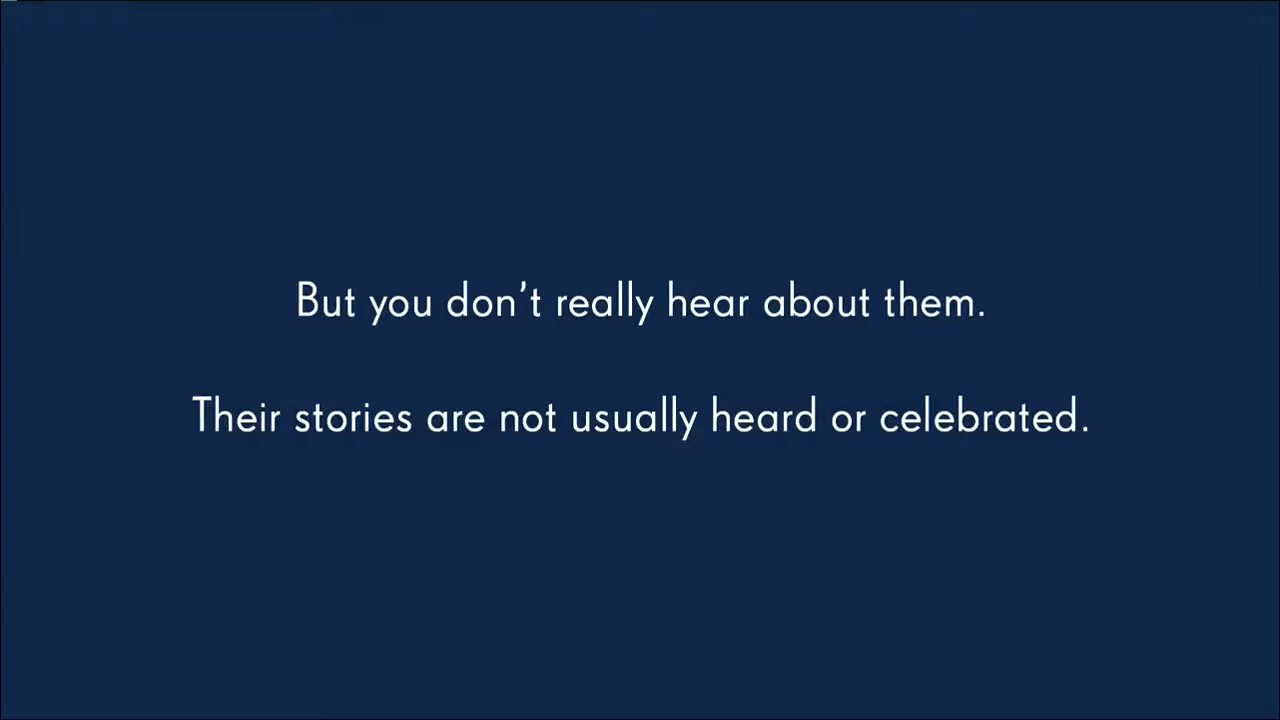 But you don’t really hear about them.
Their stories are not usually heard or celebrated.